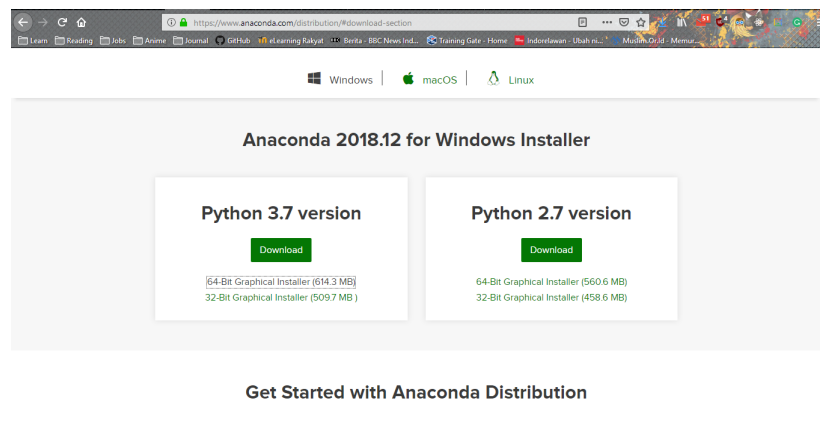 https://www.anaconda.com/distribution/#download-section
Learn Reading Jobs Anime Journal GitHub eLearning Rakyat Berita - BBC News Ind... Training Gate - Home Indorelawan - Ubah ni... Muslim.Or.Id - Memur...
Windows macOS Linux
Anaconda 2018.12 for Windows Installer
Python 3.7 version
Download
64-Bit Graphical Installer (614.3 MB)
32-Bit Graphical Installer (509.7 MB )
Python 2.7 version
Download
64-Bit Graphical Installer (560.6 MB)
32-Bit Graphical Installer (458.6 MB)
Get Started with Anaconda Distribution